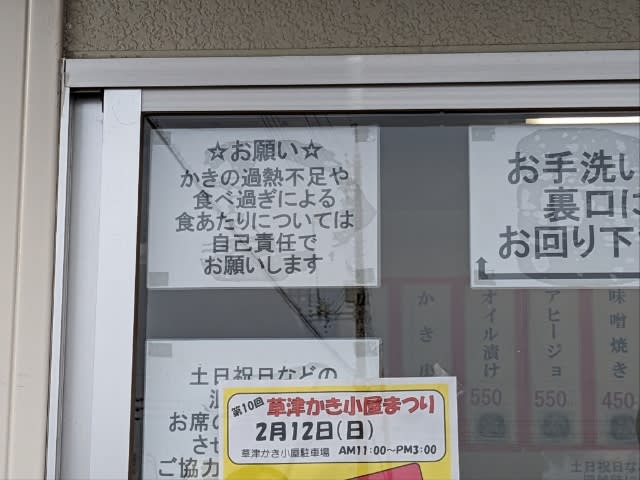 ☆お願い☆
かきの過熱不足や
食べ過ぎによる
食あたりについては
自己責任で
お願いします
お手洗い
裏口は
お回り下
土日祝日などの
お席の
させ
ご協力
第10回 草津かき小屋まつり
2月12日(日)
草津かき小屋駐車場 AM11:00~PM3:00
かき串
オイル漬け
550
アヒージョ
550
味噌焼き
450
土日祝日な